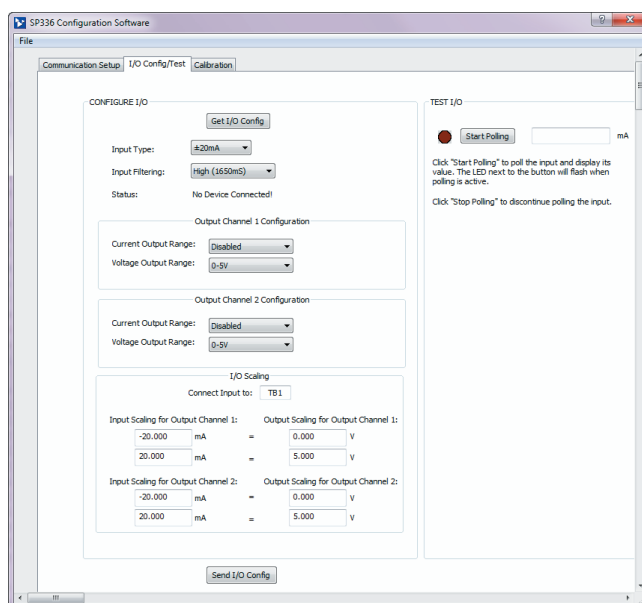 SP336 Configuration Software
File
Communication Setup
I/O Config/Test
Calibration
CONFIGURE I/O
Get I/O Config
Input Type:
±20mA
Input Filtering:
High (1650mS)
Status:
No Device Connected!
Output Channel 1 Configuration
Current Output Range:
Disabled
Voltage Output Range:
0-5V
Output Channel 2 Configuration
Current Output Range:
Disabled
Voltage Output Range:
0-5V
I/O Scaling
Connect Input to:
TB1
Input Scaling for Output Channel 1:
Output Scaling for Output Channel 1:
-20.000 mA = 0.000 V
20.000 mA = 5.000 V
Input Scaling for Output Channel 2:
Output Scaling for Output Channel 2:
-20.000 mA = 0.000 V
20.000 mA = 5.000 V
Send I/O Config
TEST I/O
Start Polling
mA
Click "Start Polling" to poll the input and display its
value. The LED next to the button will flash when
polling is active.
Click "Stop Polling" to discontinue polling the input.